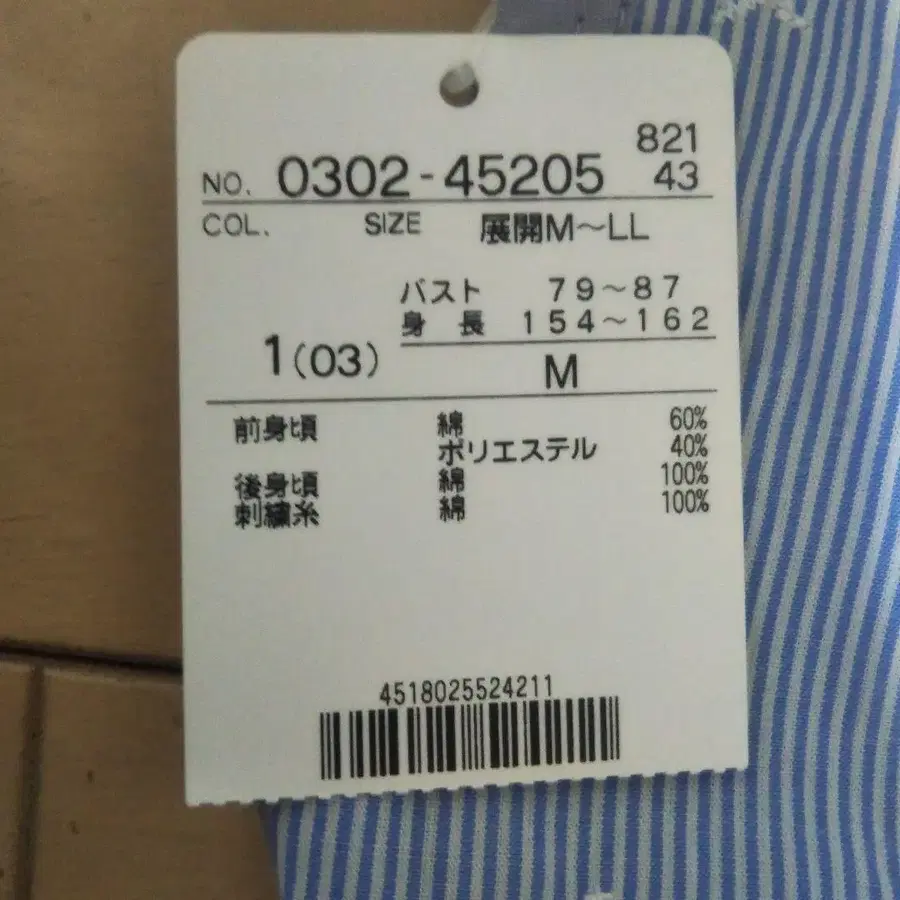 821
NO. 0302-45205 43
COL. SIZE 展開M～LL
バスト 79～87
身長 154～162
1(03) M
前身頃 綿 60%
ポリエステル 40%
後身頃 綿 100%
刺繍糸 綿 100%
4518025524211